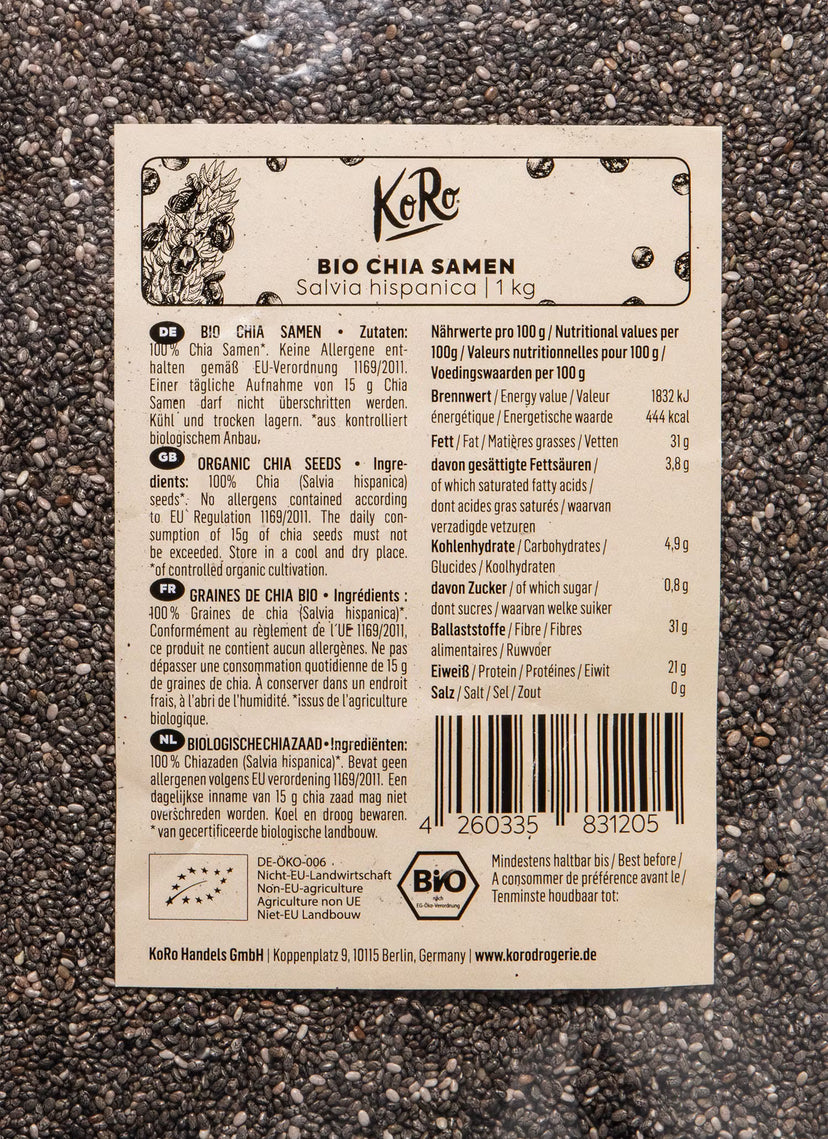 KoRo
BIO CHIA SAMEN
Salvia hispanica | 1 kg
DE BIO CHIA SAMEN • Zutaten:
100% Chia Samen*. Keine Allergene ent-
halten gemäß EU-Verordnung 1169/2011.
Einer tägliche Aufnahme von 15 g Chia
Samen darf nicht überschritten werden.
Kühl und trocken lagern. *aus kontrolliert
biologischem Anbau.
GB ORGANIC CHIA SEEDS • Ingre-
dients: 100% Chia (Salvia hispanica)
seeds*. No allergens contained according
to EU Regulation 1169/2011. The daily con-
sumption of 15g of chia seeds must not
be exceeded. Store in a cool and dry place.
*of controlled organic cultivation.
FR GRAINES DE CHIA BIO • Ingrédients :
100% Graines de chia (Salvia hispanica)*.
Conformément au règlement de l'UE 1169/2011,
ce produit ne contient aucun allergènes. Ne pas
dépasser une consommation quotidienne de 15 g
de graines de chia. À conserver dans un endroit
frais, à l'abri de l'humidité. *issus de l'agriculture
biologique.
NL BIOLOGISCHE CHIAZAAD • Ingrediënten:
100% Chiazaden (Salvia hispanica)*. Bevat geen
allergenen volgens EU verordening 1169/2011. Een
dagelijkse inname van 15 g chia zaad mag niet
overschreden worden. Koel en droog bewaren.
*van gecertificeerde biologische landbouw.
Nährwerte pro 100 g / Nutritional values per
100g / Valeurs nutritionnelles pour 100 g /
Voedingswaarden per 100 g
Brennwert / Energy value / Valeur 1832 kJ
énergétique / Energetische waarde 444 kcal
Fett / Fat / Matières grasses / Vetten 31 g
davon gesättigte Fettsäuren / 3,8 g
of which saturated fatty acids /
dont acides gras saturés / waarvan
verzadigde vetzuren
Kohlenhydrate / Carbohydrates / 4,9 g
Glucides / Koolhydraten
davon Zucker / of which sugar / 0,8 g
dont sucres / waarvan welke suiker
Ballaststoffe / Fibre / Fibres 31 g
alimentaires / Ruwvoer
Eiweiß / Protein / Protéines / Eiwit 21 g
Salz / Salt / Sel / Zout 0 g
4 260335 831205
DE-ÖKO-006
Nicht-EU-Landwirtschaft
Non-EU-agriculture
Agriculture non UE
Niet-EU Landbouw
Bio
nach
EG-Öko-Verordnung
Mindestens haltbar bis / Best before /
A consommer de préférence avant le /
Tenminste houdbaar tot:
KoRo Handels GmbH | Koppenplatz 9, 10115 Berlin, Germany | www.korodrogerie.de